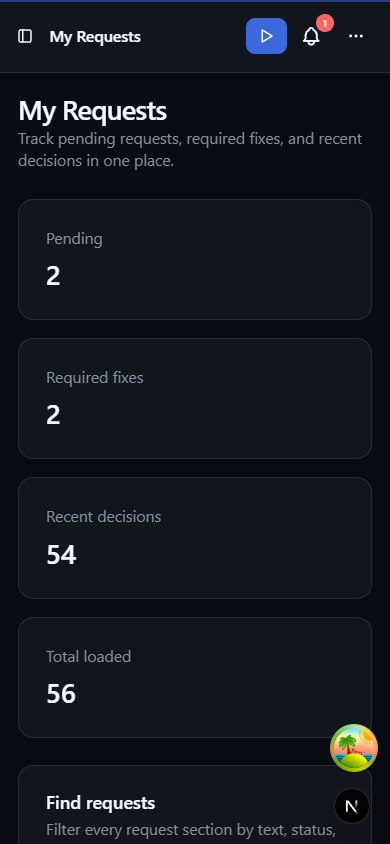 My Requests
1
My Requests
Track pending requests, required fixes, and recent
decisions in one place.
Pending
2
Required fixes
2
Recent decisions
54
Total loaded
56
Find requests
Filter every request section by text, status,
N